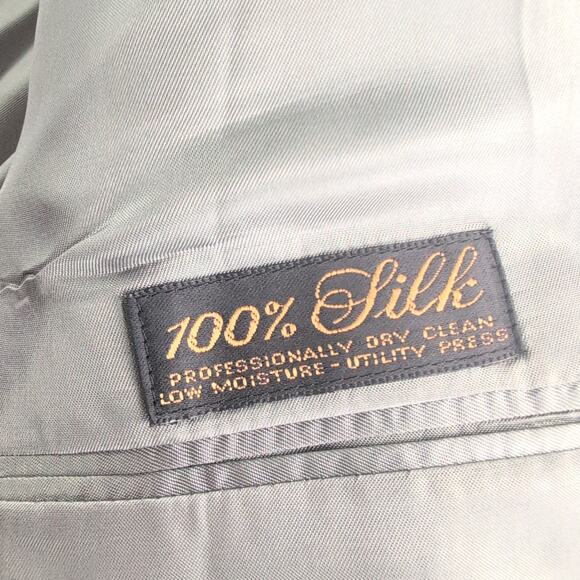 100% Silk
PROFESSIONALLY DRY CLEAN
LOW MOISTURE - UTILITY PRESS